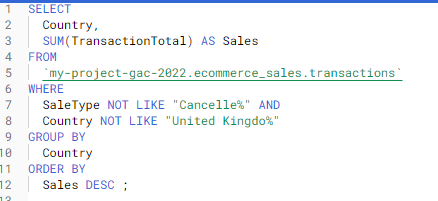 1 SELECT
2 Country,
3 SUM(TransactionTotal) AS Sales
4 FROM
5 `my-project-gac-2022.ecommerce_sales.transactions`
6 WHERE
7 SaleType NOT LIKE "Cancelle%" AND
8 Country NOT LIKE "United Kingdo%"
9 GROUP BY
10 Country
11 ORDER BY
12 Sales DESC ;
13